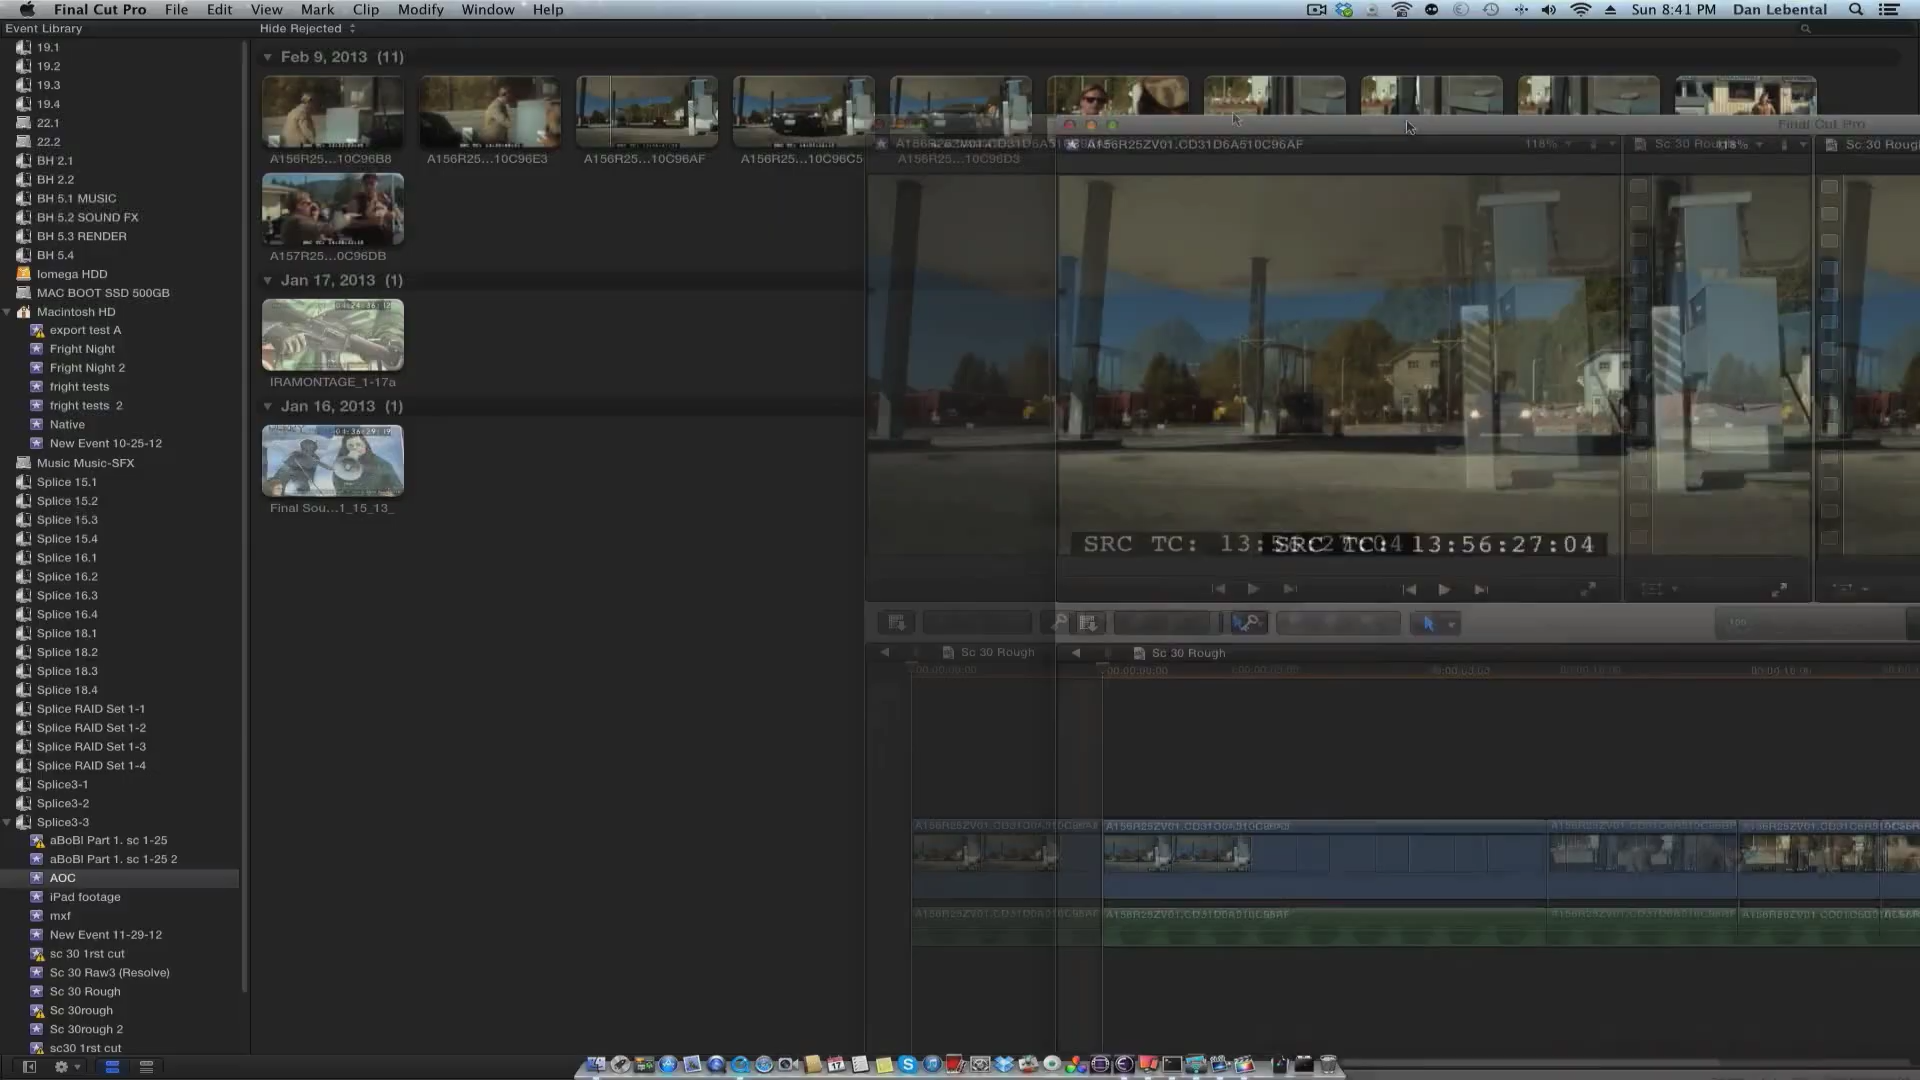 Final Cut Pro File Edit View Mark Clip Modify Window Help Sun 8:41 PM Dan Lebental
Event Library
Hide Rejected
19.1
19.2
19.3
19.4
22.1
22.2
BH 2.1
BH 2.2
BH 5.1 MUSIC
BH 5.2 SOUND FX
BH 5.3 RENDER
BH 5.4
Iomega HDD
MAC BOOT SSD 500GB
Macintosh HD
export test A
Fright Night
Fright Night 2
fright tests
fright tests 2
Native
New Event 10-25-12
Music Music-SFX
Splice 15.1
Splice 15.2
Splice 15.3
Splice 15.4
Splice 16.1
Splice 16.2
Splice 16.3
Splice 16.4
Splice 18.1
Splice 18.2
Splice 18.3
Splice 18.4
Splice RAID Set 1-1
Splice RAID Set 1-2
Splice RAID Set 1-3
Splice RAID Set 1-4
Splice3-1
Splice3-2
Splice3-3
aBoBI Part 1. sc 1-25
aBoBI Part 1. sc 1-25 2
AOC
iPad footage
mxf
New Event 11-29-12
sc 30 1rst cut
Sc 30 Raw3 (Resolve)
Sc 30 Rough
Sc 30rough
Sc 30rough 2
sc30 1rst cut
Feb 9, 2013 (11)
A156R25...10C96B8
A156R25...10C96E3
A156R25...10C96AF
A156R25...10C96C5
A156R25...10C96D3
A157R25...0C96DB
Jan 17, 2013 (1)
IRAMONTAGE_1-17a
Jan 16, 2013 (1)
Final Sou...1_15_13_
Final Cut Pro
A156R25ZV01.CD31D6A510C96AF
118%
Sc 30 Rough
SRC TC: 13:56:27:04
Sc 30 Rough
Sc 30 Rough